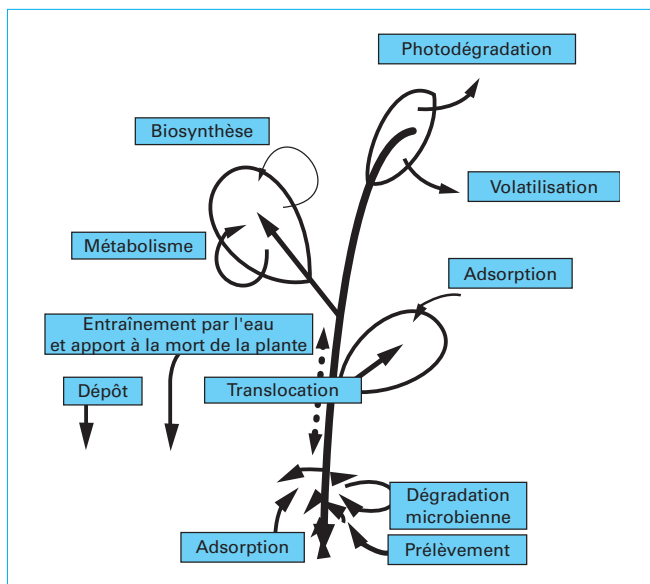 Photodégradation
Biosynthèse
Volatilisation
Métabolisme
Adsorption
Entraînement par l'eau
et apport à la mort de la plante
Dépôt
Translocation
Dégradation
microbienne
Adsorption
Prélèvement